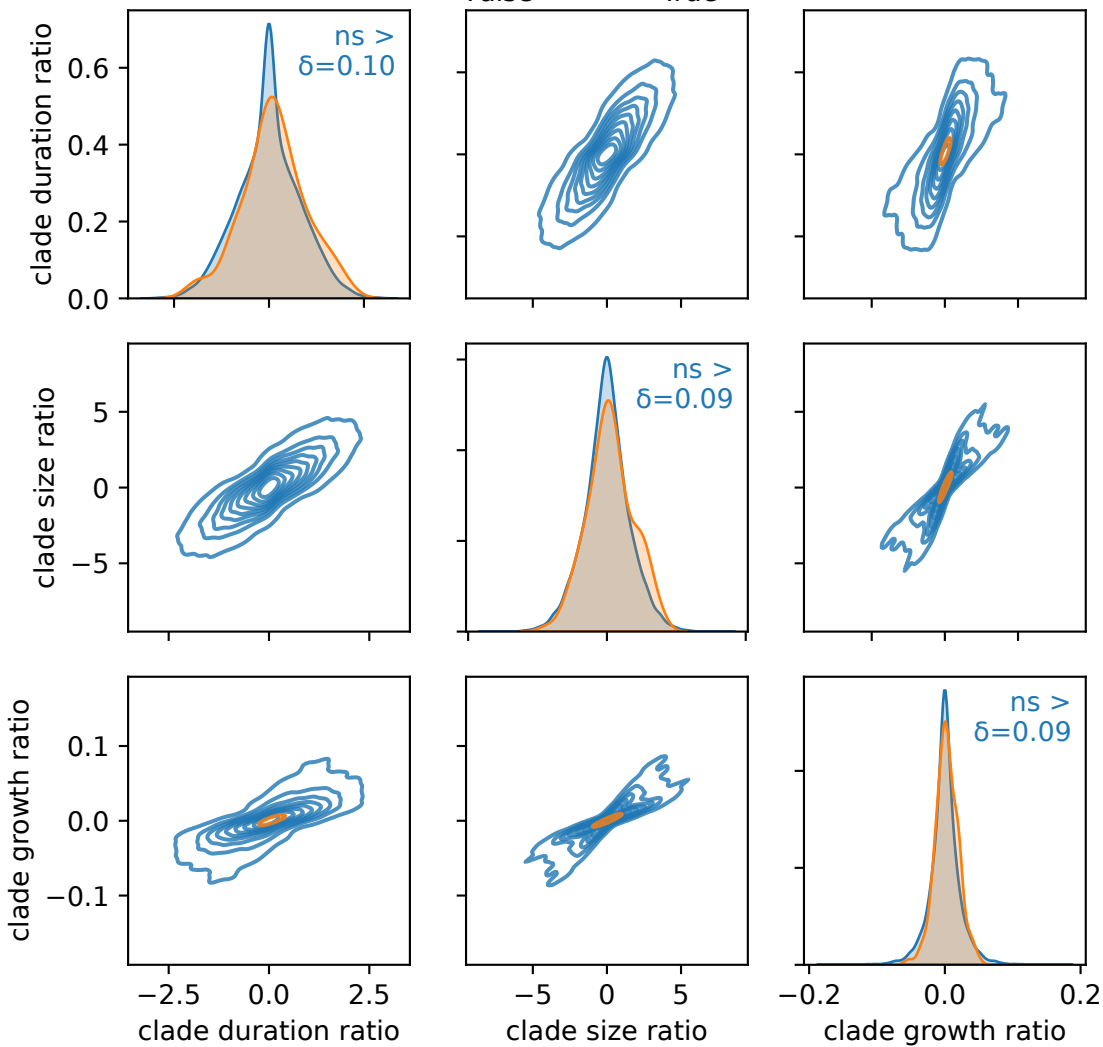 clade duration ratio
0.6
0.4
0.2
0.0
ns >
δ=0.10
clade size ratio
5
0
−5
ns >
δ=0.09
clade growth ratio
0.1
0.0
−0.1
ns >
δ=0.09
−2.5 0.0 2.5
−5 0 5
−0.2 0.0 0.2
clade duration ratio
clade size ratio
clade growth ratio